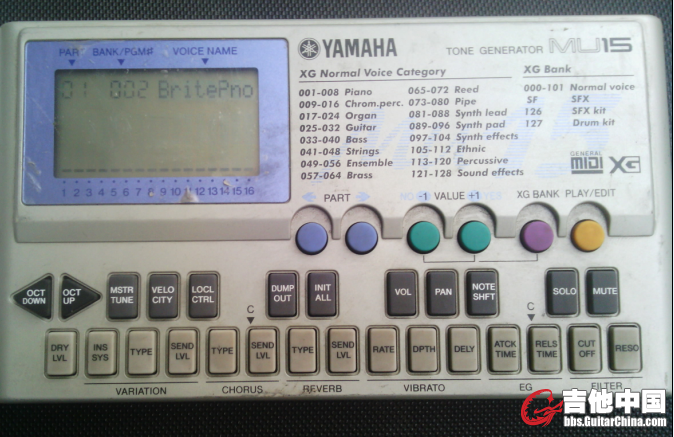 PART BANK/PGM# VOICE NAME
01 002 BritePno
1 2 3 4 5 6 7 8 9 10 11 12 13 14 15 16
YAMAHA TONE GENERATOR MU15
XG Normal Voice Category XG Bank
001-008 Piano 065-072 Reed 000-101 Normal voice
009-016 Chrom.perc. 073-080 Pipe SF SFX
017-024 Organ 081-088 Synth lead 126 SFX kit
025-032 Guitar 089-096 Synth pad 127 Drum kit
033-040 Bass 097-104 Synth effects
041-048 Strings 105-112 Ethnic
049-056 Ensemble 113-120 Percussive
057-064 Brass 121-128 Sound effects
GENERAL MIDI XG
PART NO -1 VALUE +1 YES XG BANK PLAY/EDIT
OCT DOWN
OCT UP
MSTR TUNE
VELO CITY
LOCL CTRL
DUMP OUT
INIT ALL
VOL
PAN
NOTE SHFT
SOLO
MUTE
C C
DRY LVL
INS SYS
TYPE
SEND LVL
TYPE
SEND LVL
TYPE
SEND LVL
RATE
DPTH
DELY
ATCK TIME
RELS TIME
CUT OFF
RESO
VARIATION CHORUS REVERB VIBRATO EG FILTER
吉他中国
bbs.GuitarChina.com